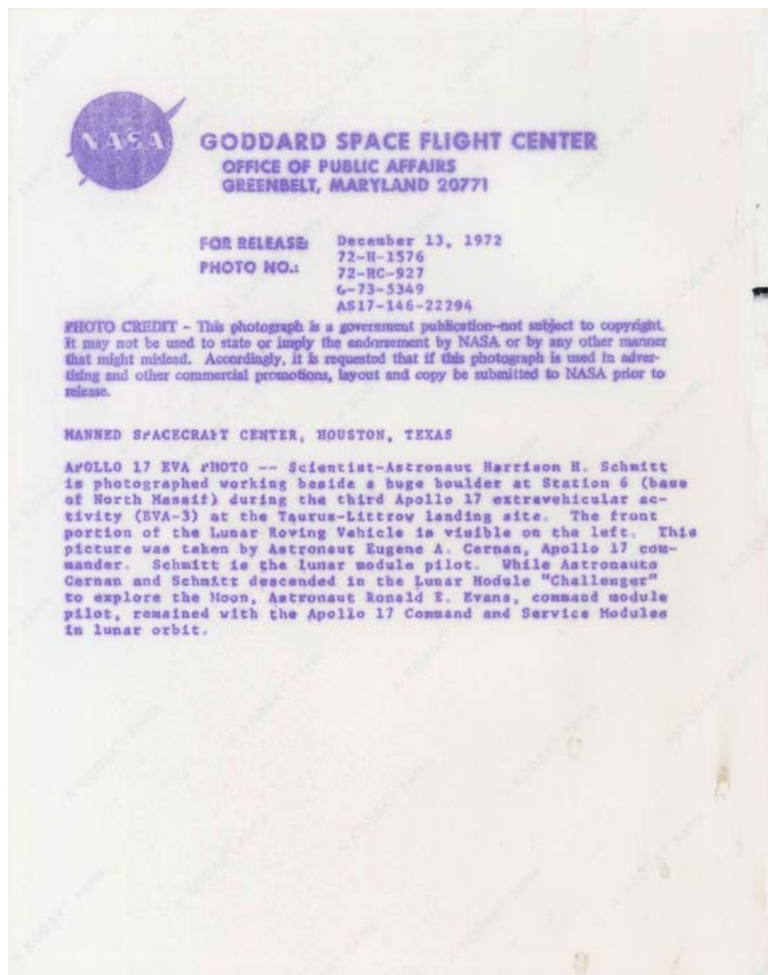 NASA
GODDARD SPACE FLIGHT CENTER
OFFICE OF PUBLIC AFFAIRS
GREENBELT, MARYLAND 20771
FOR RELEASE: December 13, 1972
PHOTO NO.: 72-H-1576
72-HC-927
G-73-5349
AS17-146-22294
PHOTO CREDIT - This photograph is a government publication--not subject to copyright.
It may not be used to state or imply the endorsement by NASA or by any other manner
that might mislead. Accordingly, it is requested that if this photograph is used in adver-
tising and other commercial promotions, layout and copy be submitted to NASA prior to
release.
MANNED SPACECRAFT CENTER, HOUSTON, TEXAS
APOLLO 17 EVA PHOTO -- Scientist-Astronaut Harrison H. Schmitt
is photographed working beside a huge boulder at Station 6 (base
of North Massif) during the third Apollo 17 extravehicular ac-
tivity (EVA-3) at the Taurus-Littrow landing site. The front
portion of the Lunar Roving Vehicle is visible on the left. This
picture was taken by Astronaut Eugene A. Cernan, Apollo 17 com-
mander. Schmitt is the lunar module pilot. While Astronauts
Cernan and Schmitt descended in the Lunar Module "Challenger"
to explore the Moon, Astronaut Ronald E. Evans, command module
pilot, remained with the Apollo 17 Command and Service Modules
in lunar orbit.